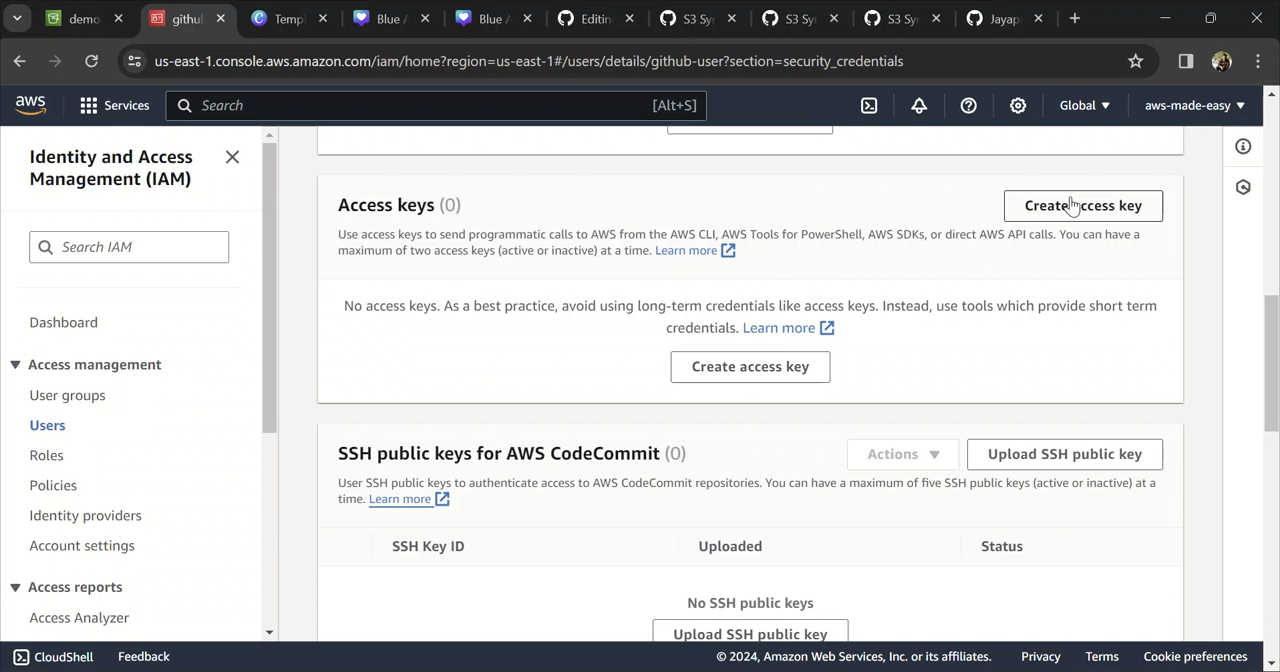 demo
githul
Templ
Blue
Blue
Editin
S3 Sy
S3 Sy
S3 Sy
Jayap
us-east-1.console.aws.amazon.com/iam/home?region=us-east-1#/users/details/github-user?section=security_credentials
aws
Services
Search
[Alt+S]
Global
aws-made-easy
Identity and Access
Management (IAM)
Search IAM
Dashboard
Access management
User groups
Users
Roles
Policies
Identity providers
Account settings
Access reports
Access Analyzer
Access keys (0)
Create access key
Use access keys to send programmatic calls to AWS from the AWS CLI, AWS Tools for PowerShell, AWS SDKs, or direct AWS API calls. You can have a
maximum of two access keys (active or inactive) at a time. Learn more
No access keys. As a best practice, avoid using long-term credentials like access keys. Instead, use tools which provide short term
credentials. Learn more
Create access key
SSH public keys for AWS CodeCommit (0)
Actions
Upload SSH public key
User SSH public keys to authenticate access to AWS CodeCommit repositories. You can have a maximum of five SSH public keys (active or inactive) at a
time. Learn more
SSH Key ID
Uploaded
Status
No SSH public keys
Upload SSH public key
CloudShell
Feedback
© 2024, Amazon Web Services, Inc. or its affiliates.
Privacy
Terms
Cookie preferences